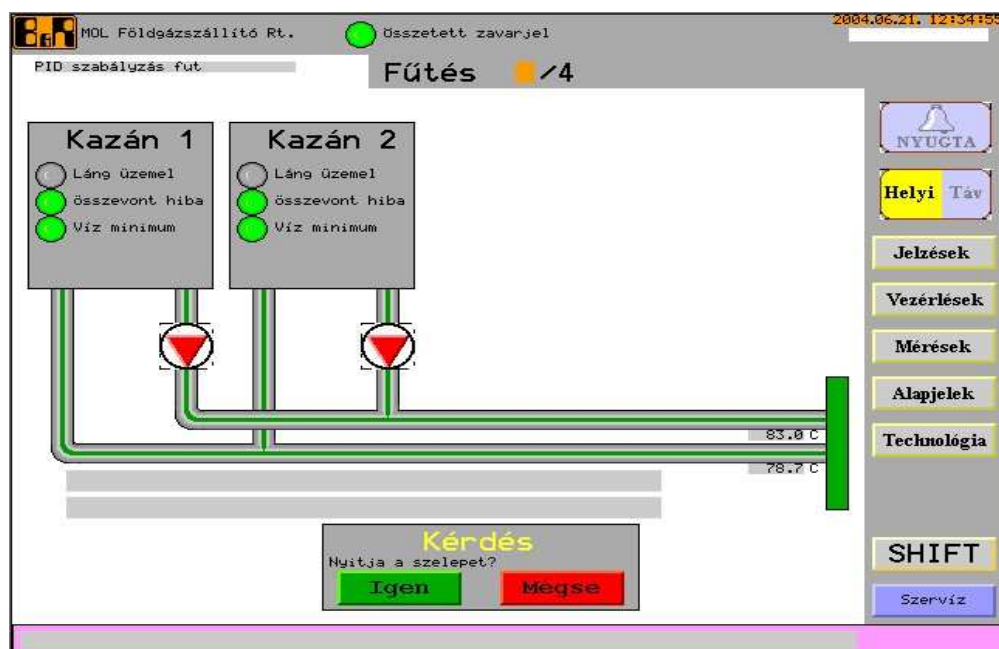 B&R MOL Földgázszállító Rt. Összetett zavarjel 2004.06.21. 12:34:55
PID szabályzás fut
Fűtés /4
Kazán 1
Láng üzemel
összevont hiba
Víz minimum
Kazán 2
Láng üzemel
összevont hiba
Víz minimum
83.0 C
78.7 C
Kérdés
Nyitja a szelepet?
Igen Mégse
NYUGTA
Helyi Táv
Jelzések
Vezérlések
Mérések
Alapjelek
Technológia
SHIFT
Szervíz